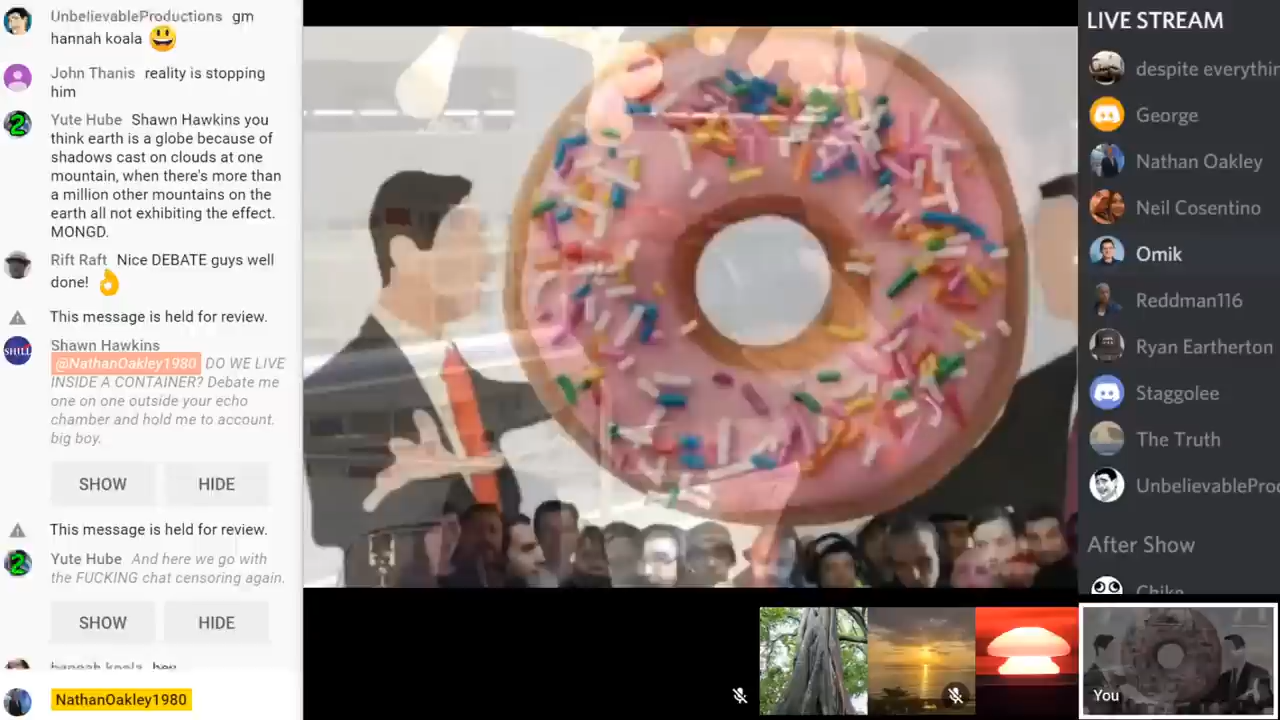 UnbelievableProductions gm
hannah koala
John Thanis reality is stopping
him
Yute Hube Shawn Hawkins you
think earth is a globe because of
shadows cast on clouds at one
mountain, when there's more than
a million other mountains on the
earth all not exhibiting the effect.
MONGD.
Rift Raft Nice DEBATE guys well
done!
This message is held for review.
Shawn Hawkins
SHILL
@NathanOakley1980 DO WE LIVE
INSIDE A CONTAINER? Debate me
one on one outside your echo
chamber and hold me to account.
big boy.
SHOW HIDE
This message is held for review.
Yute Hube And here we go with
the FUCKING chat censoring again.
SHOW HIDE
hannah koala hey
NathanOakley1980
You
LIVE STREAM
despite everythin
George
Nathan Oakley
Neil Cosentino
Omik
Reddman116
Ryan Eartherton
Staggolee
The Truth
UnbelievablePro
After Show
Chike